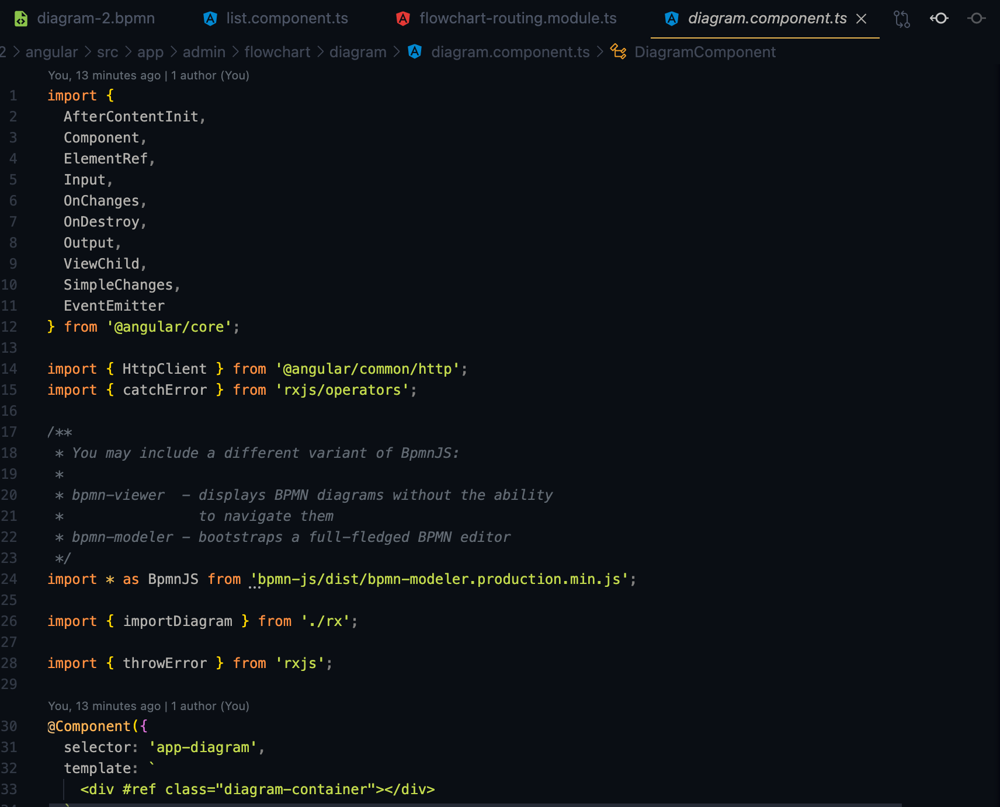 diagram-2.bpmn list.component.ts flowchart-routing.module.ts diagram.component.ts
2 > angular > src > app > admin > flowchart > diagram > diagram.component.ts > DiagramComponent
You, 13 minutes ago | 1 author (You)
1 import {
2   AfterContentInit,
3   Component,
4   ElementRef,
5   Input,
6   OnChanges,
7   OnDestroy,
8   Output,
9   ViewChild,
10   SimpleChanges,
11   EventEmitter
12 } from '@angular/core';
13
14 import { HttpClient } from '@angular/common/http';
15 import { catchError } from 'rxjs/operators';
16
17 /**
18  * You may include a different variant of BpmnJS:
19  *
20  * bpmn-viewer  - displays BPMN diagrams without the ability
21  *                to navigate them
22  * bpmn-modeler - bootstraps a full-fledged BPMN editor
23  */
24 import * as BpmnJS from 'bpmn-js/dist/bpmn-modeler.production.min.js';
25
26 import { importDiagram } from './rx';
27
28 import { throwError } from 'rxjs';
29
You, 13 minutes ago | 1 author (You)
30 @Component({
31   selector: 'app-diagram',
32   template: `
33     <div #ref class="diagram-container"></div>